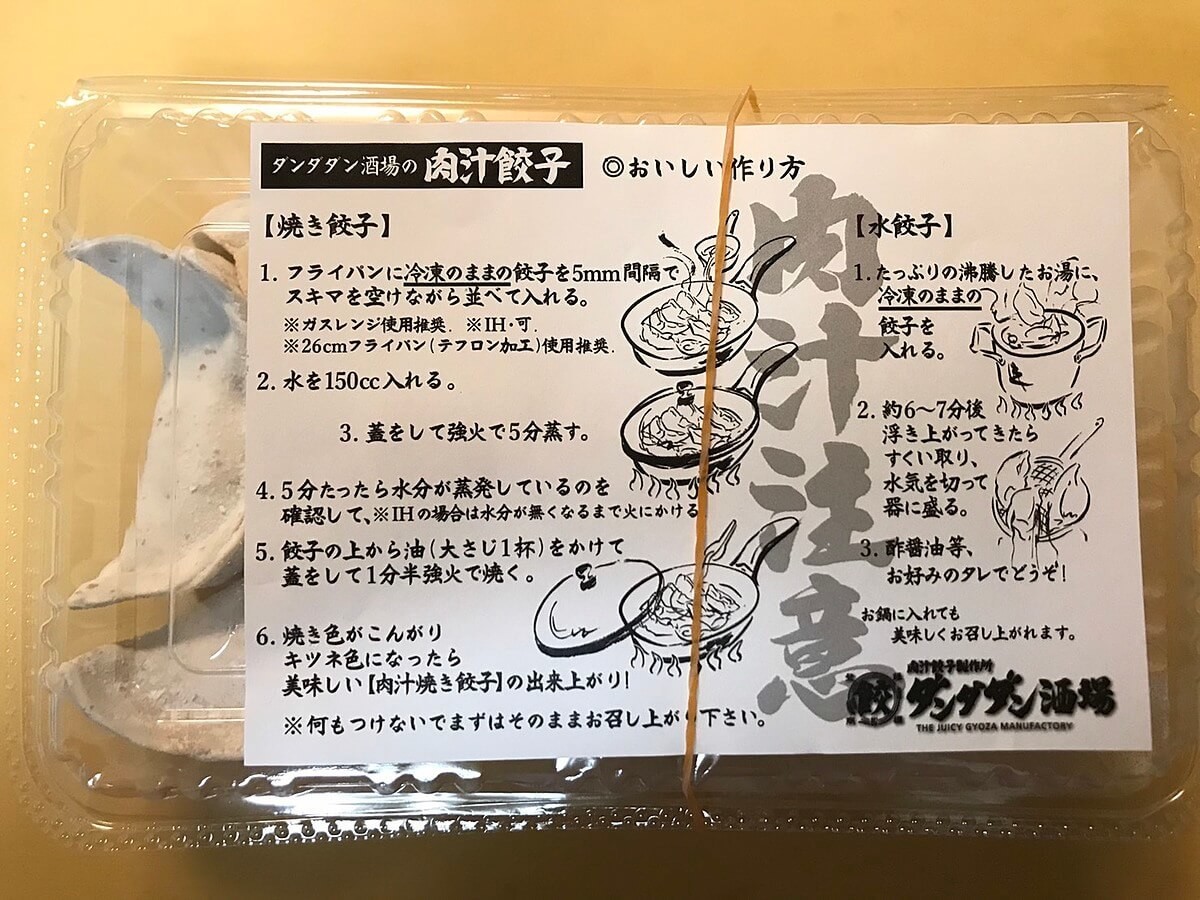 ダンダダン酒場の 肉汁餃子 ◎おいしい作り方
【焼き餃子】
1. フライパンに冷凍のままの餃子を5mm間隔で
スキマを空けながら並べて入れる。
※ガスレンジ使用推奨. ※IH・可.
※26cmフライパン(テフロン加工)使用推奨.
2. 水を150cc入れる。
3. 蓋をして強火で5分蒸す。
4. 5分たったら水分が蒸発しているのを
確認して、※IHの場合は水分が無くなるまで火にかける
5. 餃子の上から油(大さじ1杯)をかけて
蓋をして1分半強火で焼く。
6. 焼き色がこんがり
キツネ色になったら
美味しい【肉汁焼き餃子】の出来上がり!
※何もつけないでまずはそのままお召し上がり下さい。
肉汁注意
【水餃子】
1. たっぷりの沸騰したお湯に、
冷凍のままの
餃子を
入れる。
2. 約6〜7分後
浮き上がってきたら
すくい取り、
水気を切って
器に盛る。
3. 酢醤油等、
お好みのタレでどうぞ!
お鍋に入れても
美味しくお召し上がれます。
肉汁餃子製作所
餃 ダンダダン酒場
THE JUICY GYOZA MANUFACTORY